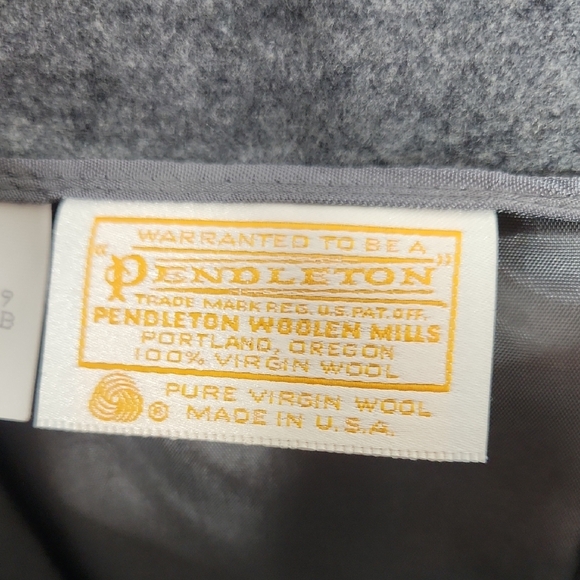 WARRANTED TO BE A
"PENDLETON"
TRADE MARK REG. U.S. PAT. OFF.
PENDLETON WOOLEN MILLS
PORTLAND, OREGON
100% VIRGIN WOOL
® PURE VIRGIN WOOL
MADE IN U.S.A.
9
B